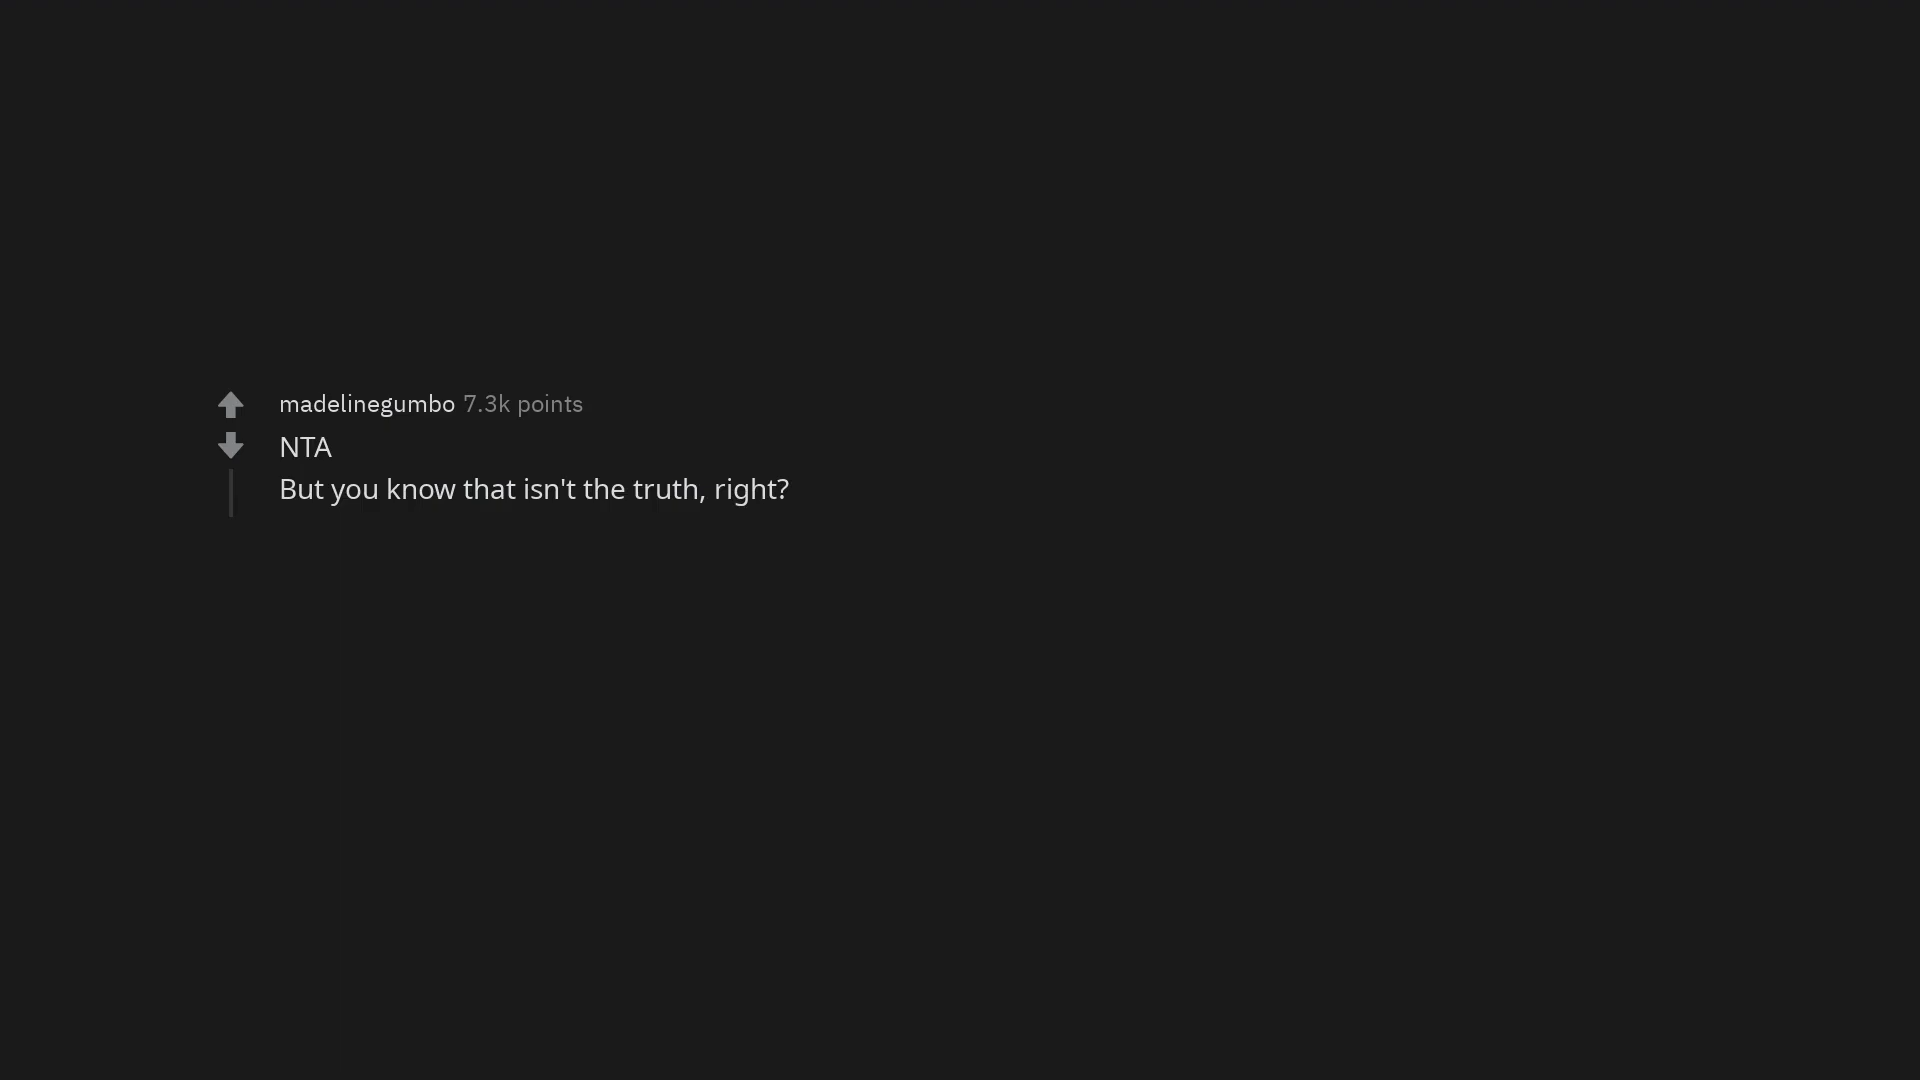 madelinegumbo 7.3k points
NTA
But you know that isn't the truth, right?